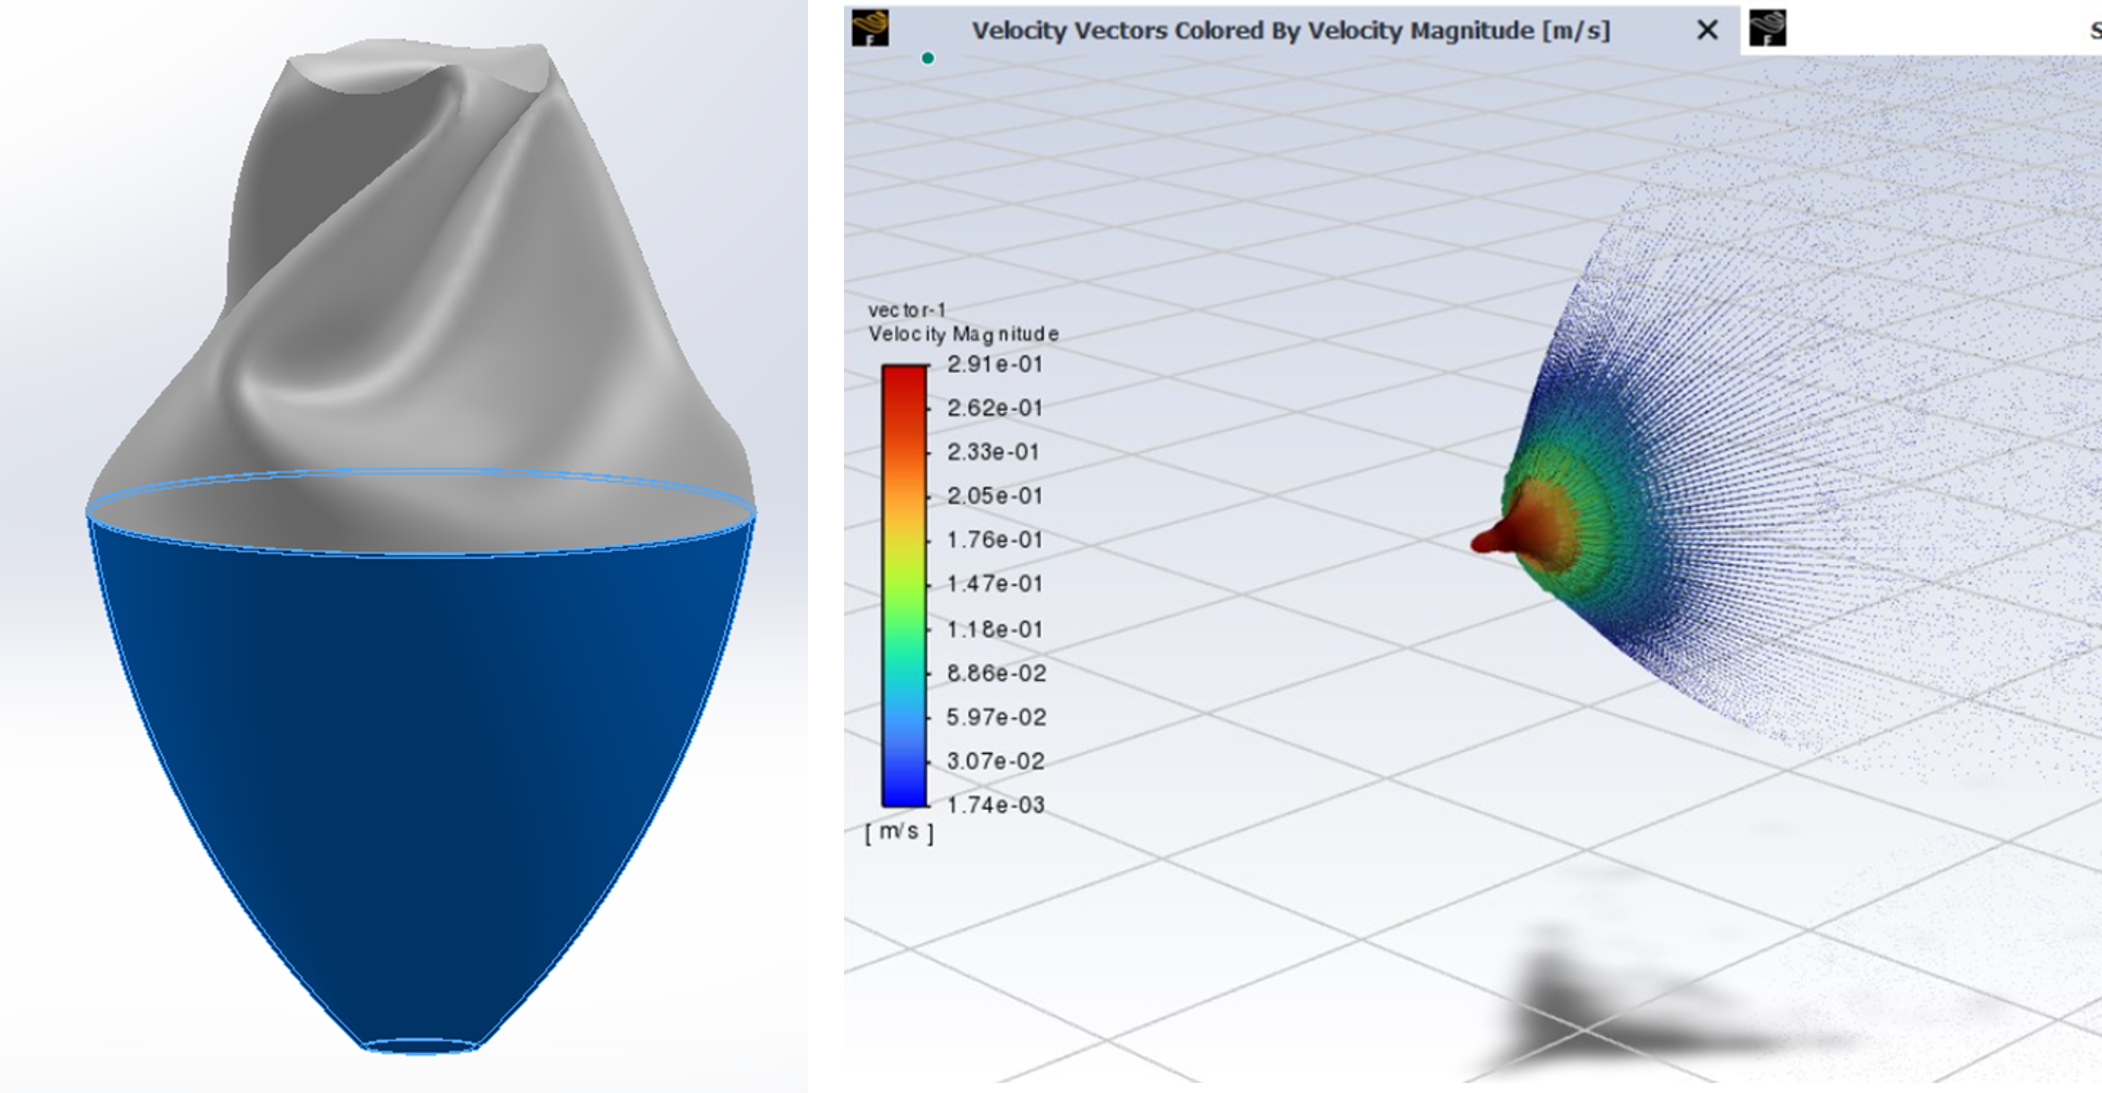 Velocity Vectors Colored By Velocity Magnitude [m/s]
S
F
F
vector-1
Velocity Magnitude
2.91e-01
2.62e-01
2.33e-01
2.05e-01
1.76e-01
1.47e-01
1.18e-01
8.86e-02
5.97e-02
3.07e-02
1.74e-03
[ m/s ]